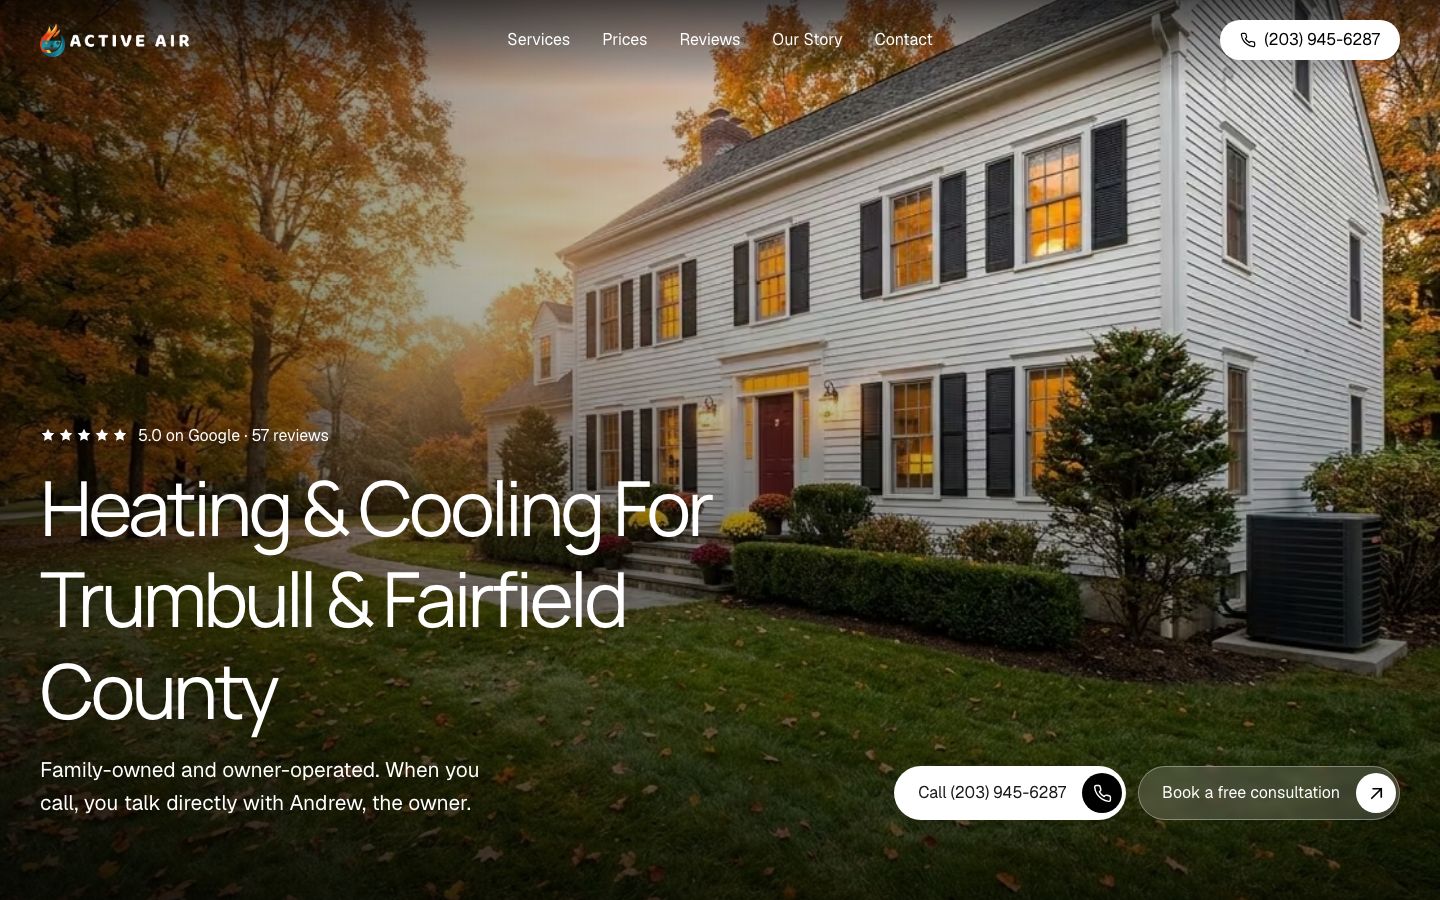 ACTIVE AIR
Services
Prices
Reviews
Our Story
Contact
(203) 945-6287
5.0 on Google · 57 reviews
Heating & Cooling For
Trumbull & Fairfield
County
Family-owned and owner-operated. When you
call, you talk directly with Andrew, the owner.
Call (203) 945-6287
Book a free consultation